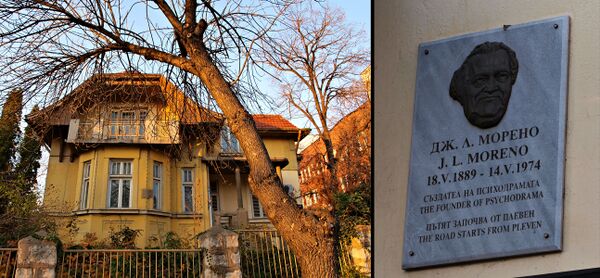 ДЖ. Л. МОРЕНО
J. L. MORENO
18.V.1889 - 14.V.1974
СЪЗДАТЕЛ НА ПСИХОДРАМАТА
THE FOUNDER OF PSYCHODRAMA
ПЪТЯТ ЗАПОЧВА ОТ ПЛЕВЕН
THE ROAD STARTS FROM PLEVEN